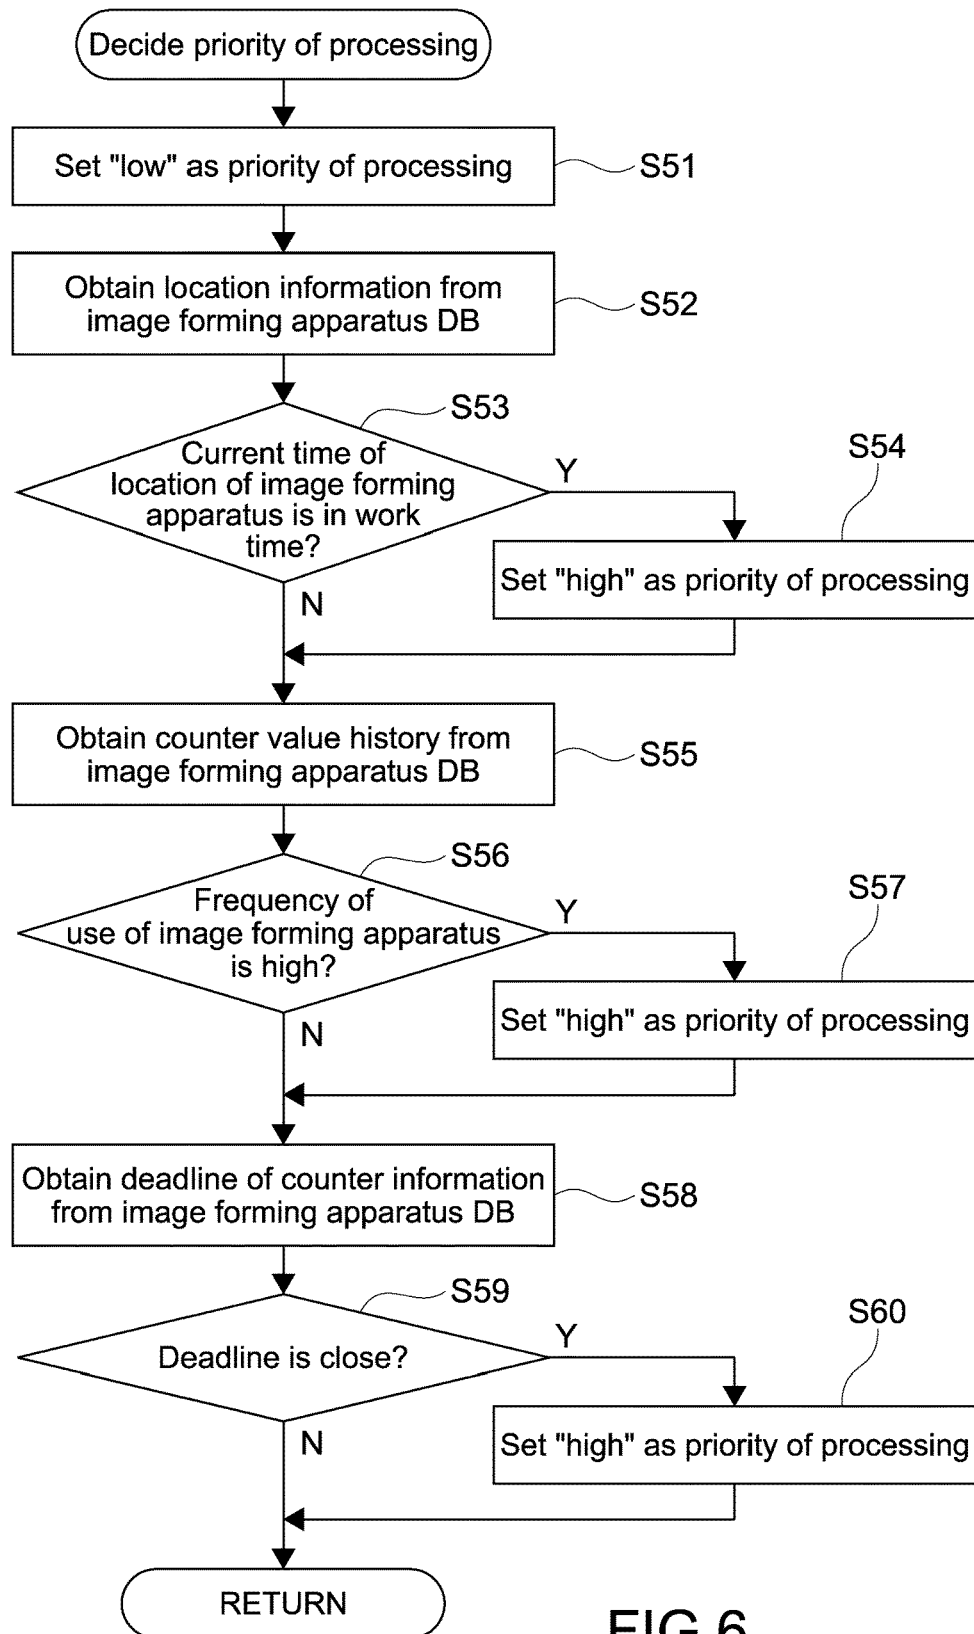 Decide priority of processing
Set "low" as priority of processing
S51
Obtain location information from
image forming apparatus DB
S52
S53
Current time of
location of image forming
apparatus is in work
time?
Y
S54
Set "high" as priority of processing
N
Obtain counter value history from
image forming apparatus DB
S55
S56
Frequency of
use of image forming apparatus
is high?
Y
S57
Set "high" as priority of processing
N
Obtain deadline of counter information
from image forming apparatus DB
S58
S59
Deadline is close?
Y
S60
Set "high" as priority of processing
N
RETURN
FIG.6